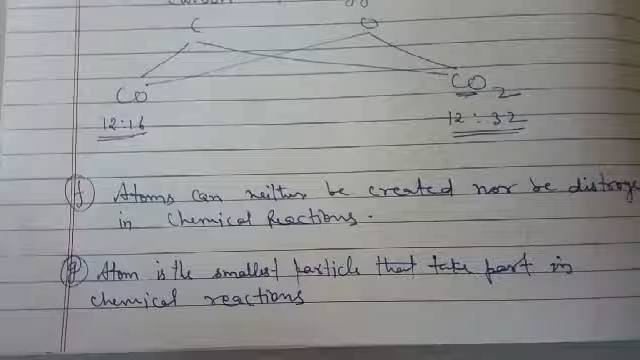 C O
CO CO2
12:16 12:32
f) Atoms can neither be created nor be distroye
in Chemical Reactions.
g) Atom is the smallest particle that take part in
chemical reactions